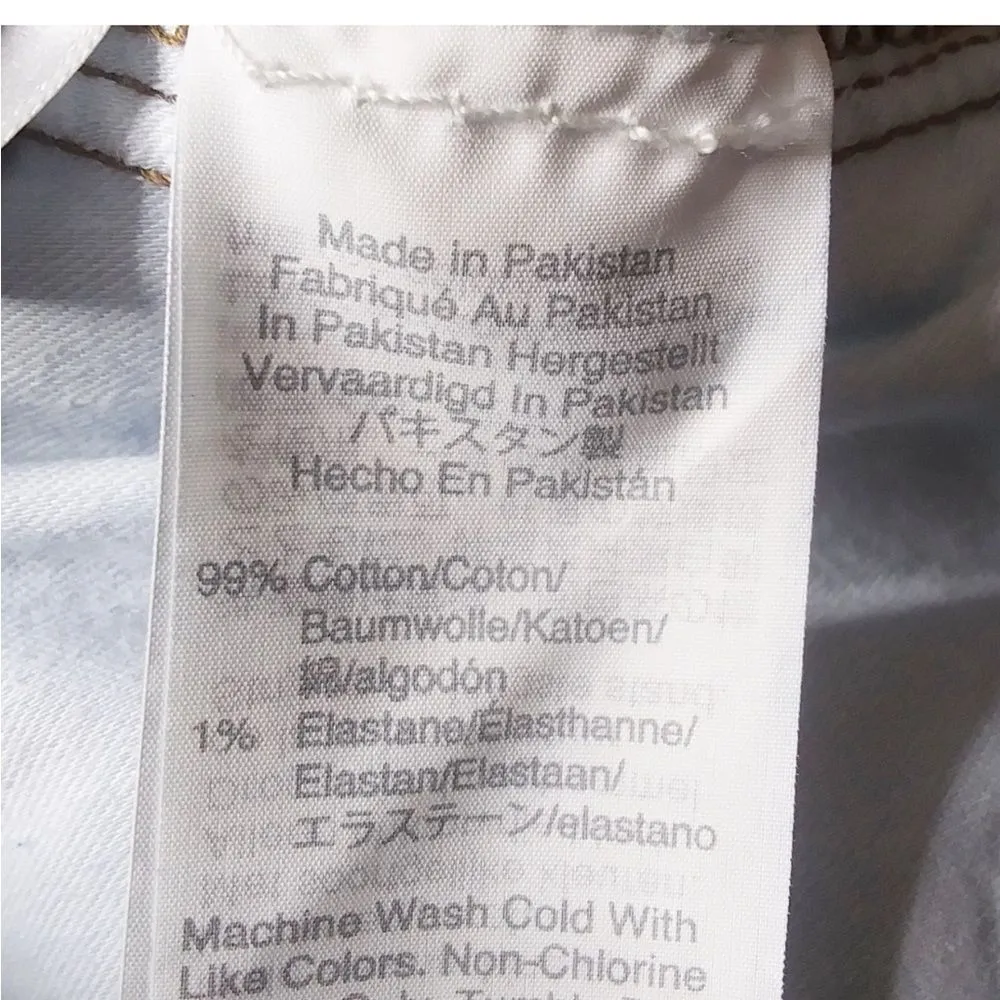 Made in Pakistan
Fabriqué Au Pakistan
In Pakistan Hergestellt
Vervaardigd In Pakistan
パキスタン製
Hecho En Pakistán
99% Cotton/Coton/
Baumwolle/Katoen/
綿/algodón
1% Elastane/Élasthanne/
Elastan/Elastaan/
エラステーン/elastano
Machine Wash Cold With
Like Colors. Non-Chlorine